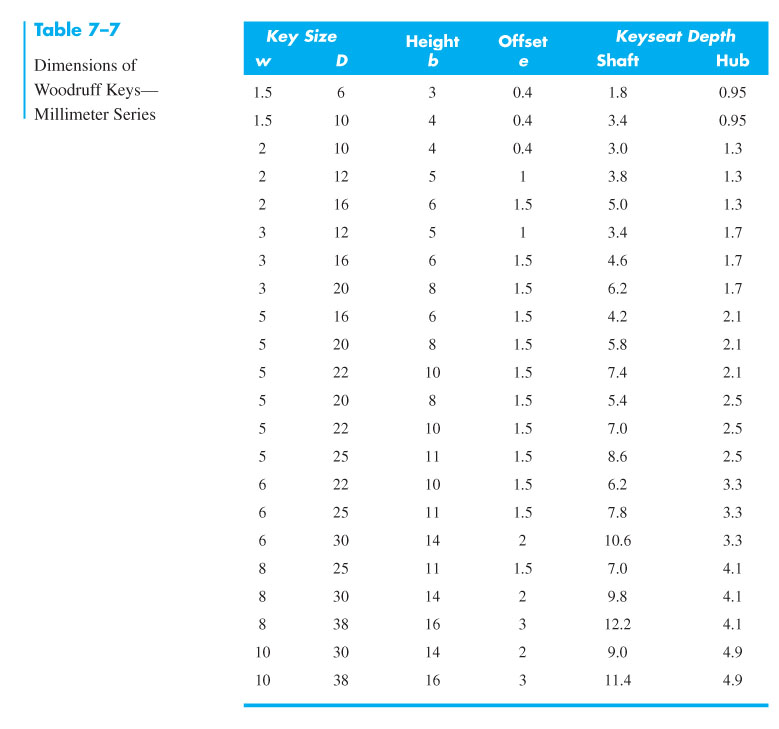 Table 7–7
Dimensions of
Woodruff Keys—
Millimeter Series
Key Size Height Offset Keyseat Depth
w D b e Shaft Hub
1.5 6 3 0.4 1.8 0.95
1.5 10 4 0.4 3.4 0.95
2 10 4 0.4 3.0 1.3
2 12 5 1 3.8 1.3
2 16 6 1.5 5.0 1.3
3 12 5 1 3.4 1.7
3 16 6 1.5 4.6 1.7
3 20 8 1.5 6.2 1.7
5 16 6 1.5 4.2 2.1
5 20 8 1.5 5.8 2.1
5 22 10 1.5 7.4 2.1
5 20 8 1.5 5.4 2.5
5 22 10 1.5 7.0 2.5
5 25 11 1.5 8.6 2.5
6 22 10 1.5 6.2 3.3
6 25 11 1.5 7.8 3.3
6 30 14 2 10.6 3.3
8 25 11 1.5 7.0 4.1
8 30 14 2 9.8 4.1
8 38 16 3 12.2 4.1
10 30 14 2 9.0 4.9
10 38 16 3 11.4 4.9